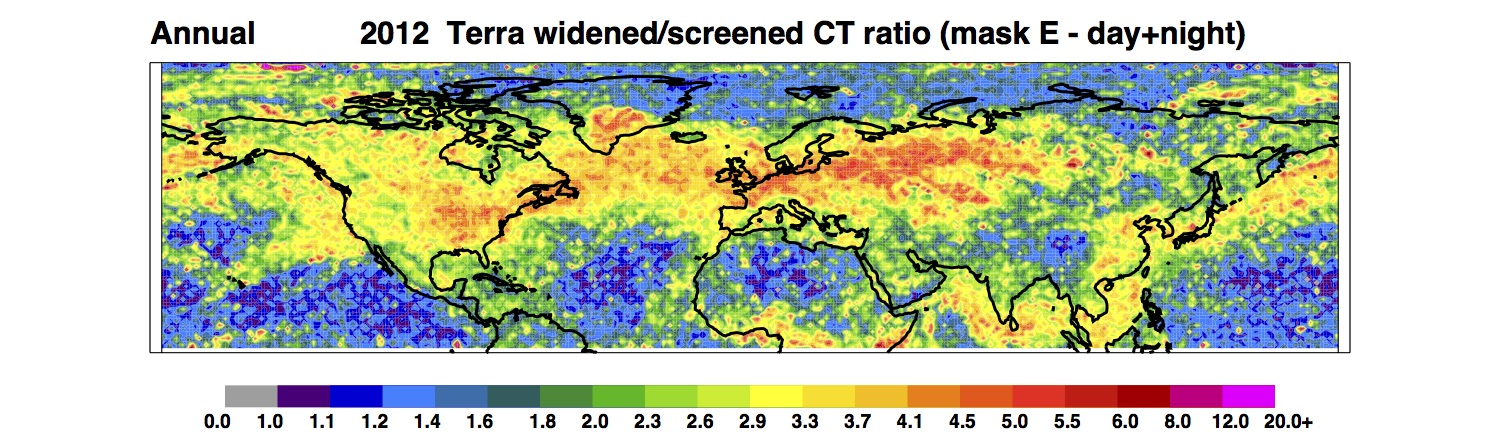 Annual 2012 Terra widened/screened CT ratio (mask E - day+night)
0.0 1.0 1.1 1.2 1.4 1.6 1.8 2.0 2.3 2.6 2.9 3.3 3.7 4.1 4.5 5.0 5.5 6.0 8.0 12.0 20.0+